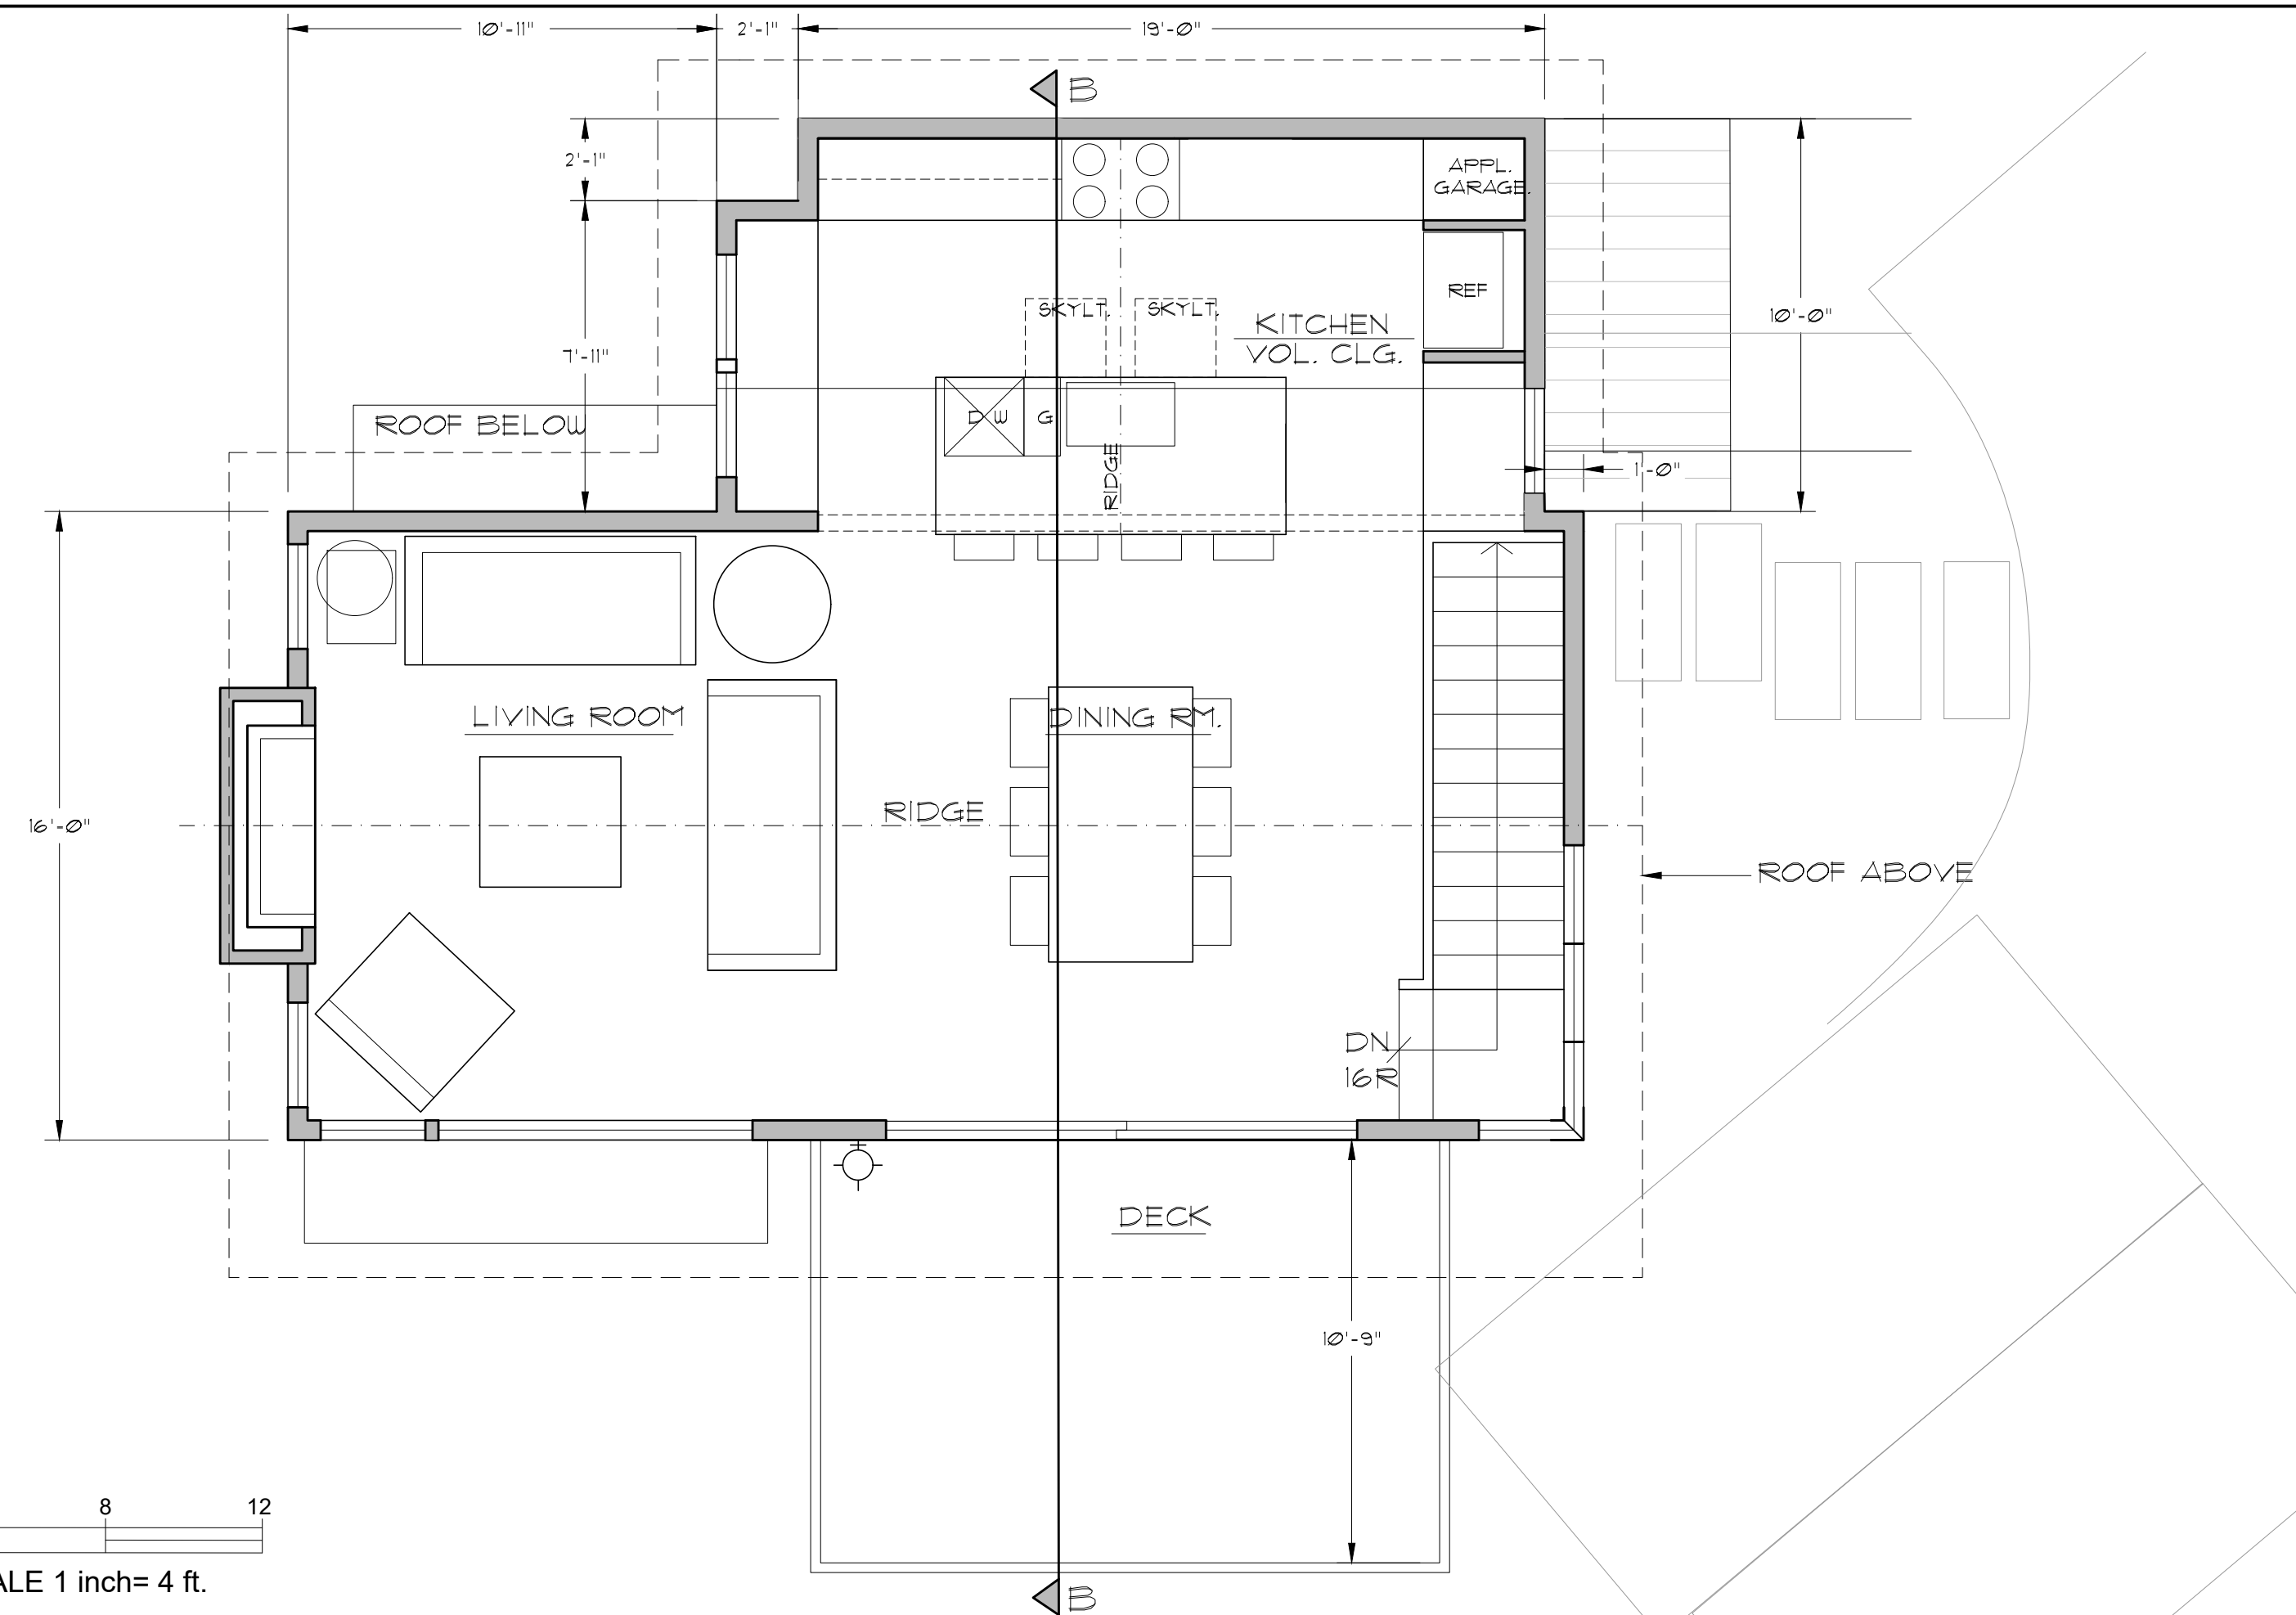 10'-11"
2'-1"
19'-0"
B
2'-1"
APPL.
GARAGE.
REF
SKYLT.
SKYLT.
KITCHEN
VOL. CLG.
10'-0"
7'-11"
ROOF BELOW
D W
G
RIDGE
1'-0"
LIVING ROOM
DINING RM.
RIDGE
16'-0"
ROOF ABOVE
DN
16R
DECK
10'-9"
8
12
ALE 1 inch= 4 ft.
B